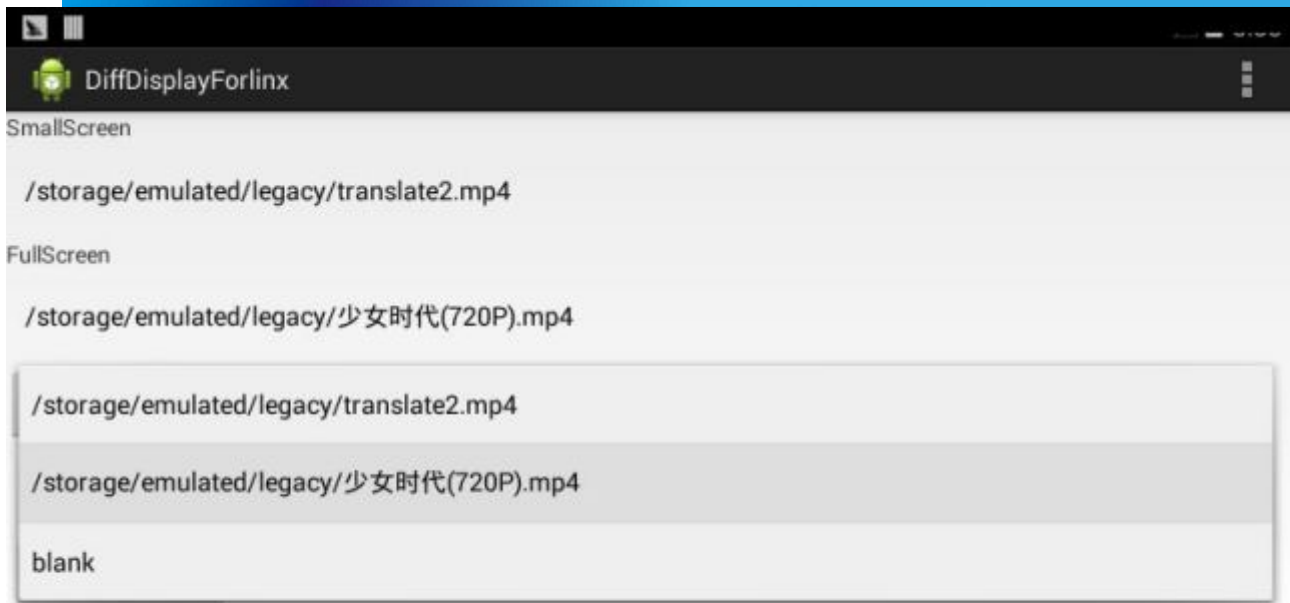 DiffDisplayForlinx
SmallScreen
/storage/emulated/legacy/translate2.mp4
FullScreen
/storage/emulated/legacy/少女时代(720P).mp4
/storage/emulated/legacy/translate2.mp4
/storage/emulated/legacy/少女时代(720P).mp4
blank